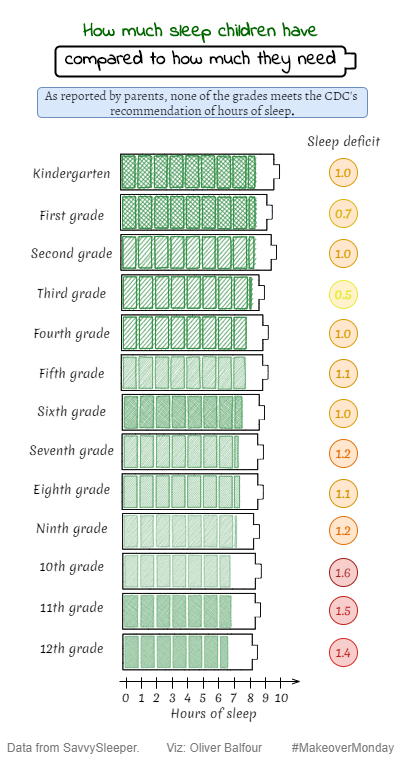 How much sleep children have
compared to how much they need
As reported by parents, none of the grades meets the CDC's
recommendation of hours of sleep.
Sleep deficit
Kindergarten 1.0
First grade 0.7
Second grade 1.0
Third grade 0.5
Fourth grade 1.0
Fifth grade 1.1
Sixth grade 1.0
Seventh grade 1.2
Eighth grade 1.1
Ninth grade 1.2
10th grade 1.6
11th grade 1.5
12th grade 1.4
0 1 2 3 4 5 6 7 8 9 10
Hours of sleep
Data from SavvySleeper. Viz: Oliver Balfour #MakeoverMonday